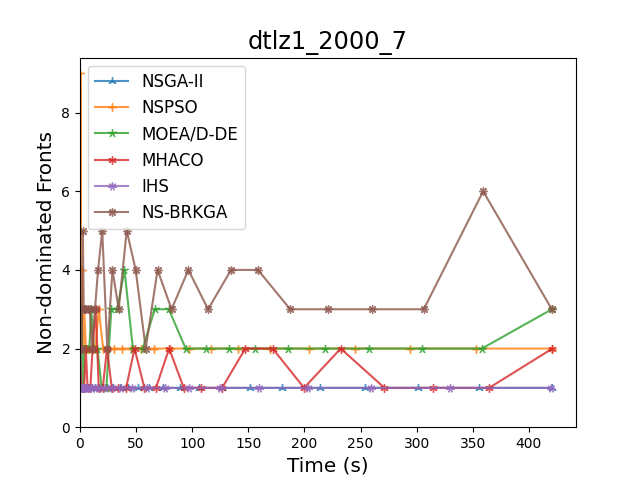 dtlz1_2000_7
NSGA-II
NSPSO
MOEA/D-DE
MHACO
IHS
NS-BRKGA
Non-dominated Fronts
8
6
4
2
0
0 50 100 150 200 250 300 350 400
Time (s)